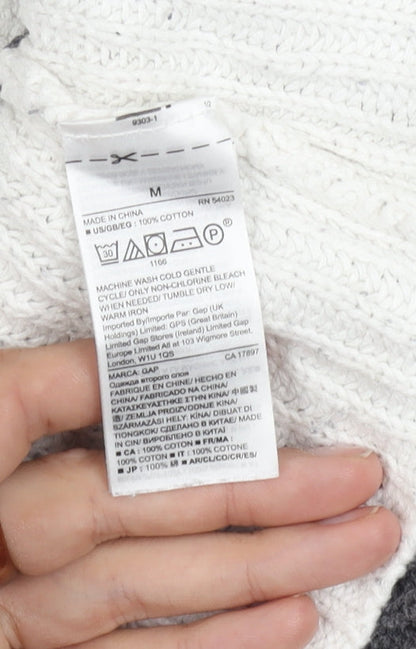 9303-1
10
M
RN 54023
MADE IN CHINA
■ US/GB/EG : 100% COTTON
30
P®
1166
MACHINE WASH COLD GENTLE
CYCLE/ ONLY NON-CHLORINE BLEACH
WHEN NEEDED/ TUMBLE DRY LOW/
WARM IRON
Imported By/Importe Par: Gap (UK
Holdings) Limited: GPS (Great Britain)
Limited Gap Stores (Ireland) Limited Gap
Europe Limited All at 103 Wigmore Street.
London, W1U 1QS
CA 17897
MARCA: GAP
Одежда второго слоя
FABRIQUE EN CHINE/ HECHO EN
CHINA/ FABRICADO NA CHINA/
ΚΑΤΑΣΚΕΥΑΣΤΗΚΕ ΣΤΗΝ ΚΙΝΑ/ 中國製
造/ ZEMLJA PROIZVODNJE KINA/
SZÁRMAZÁSI HELY: KÍNA/ DIBUAT DI
TIONGKOK/ СДЕЛАНО В КИТАЕ/ MADE
IN CIN/ ВИРОБЛЕНО В КИТАЇ
■ CA : 100% COTON ■ FR/MA :
100% COTON ■ IT : 100% COTONE
■ JP : 100% 綿 ■ AR/CL/CO/CR/ES/